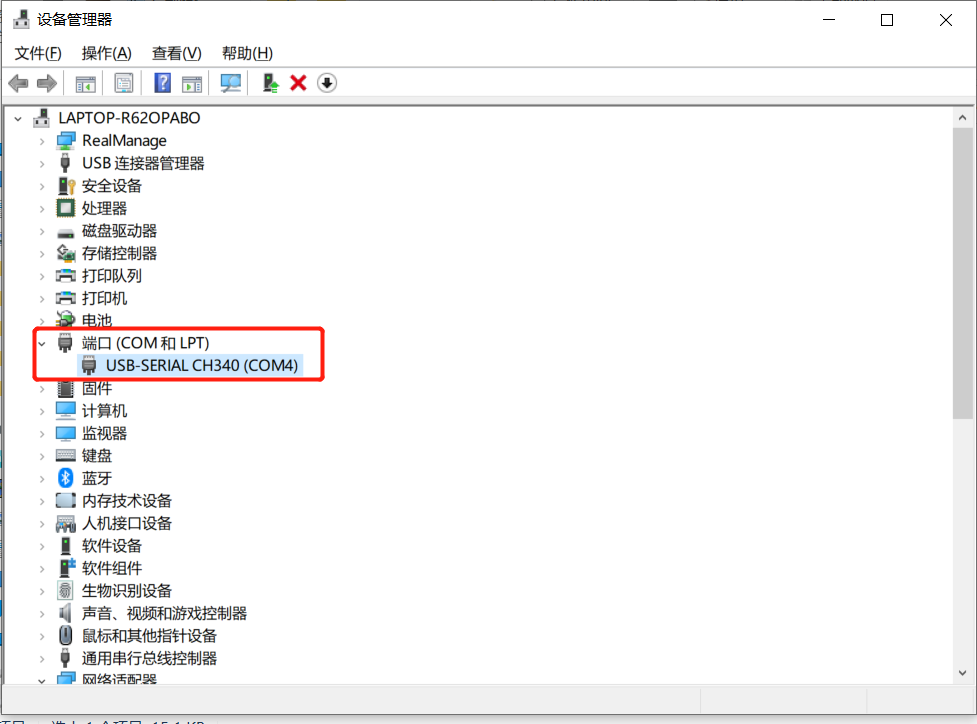 设备管理器
文件(F) 操作(A) 查看(V) 帮助(H)
LAPTOP-R62OPABO
RealManage
USB 连接器管理器
安全设备
处理器
磁盘驱动器
存储控制器
打印队列
打印机
电池
端口 (COM 和 LPT)
USB-SERIAL CH340 (COM4)
固件
计算机
监视器
键盘
蓝牙
内存技术设备
人机接口设备
软件设备
软件组件
生物识别设备
声音、视频和游戏控制器
鼠标和其他指针设备
通用串行总线控制器
网络适配器